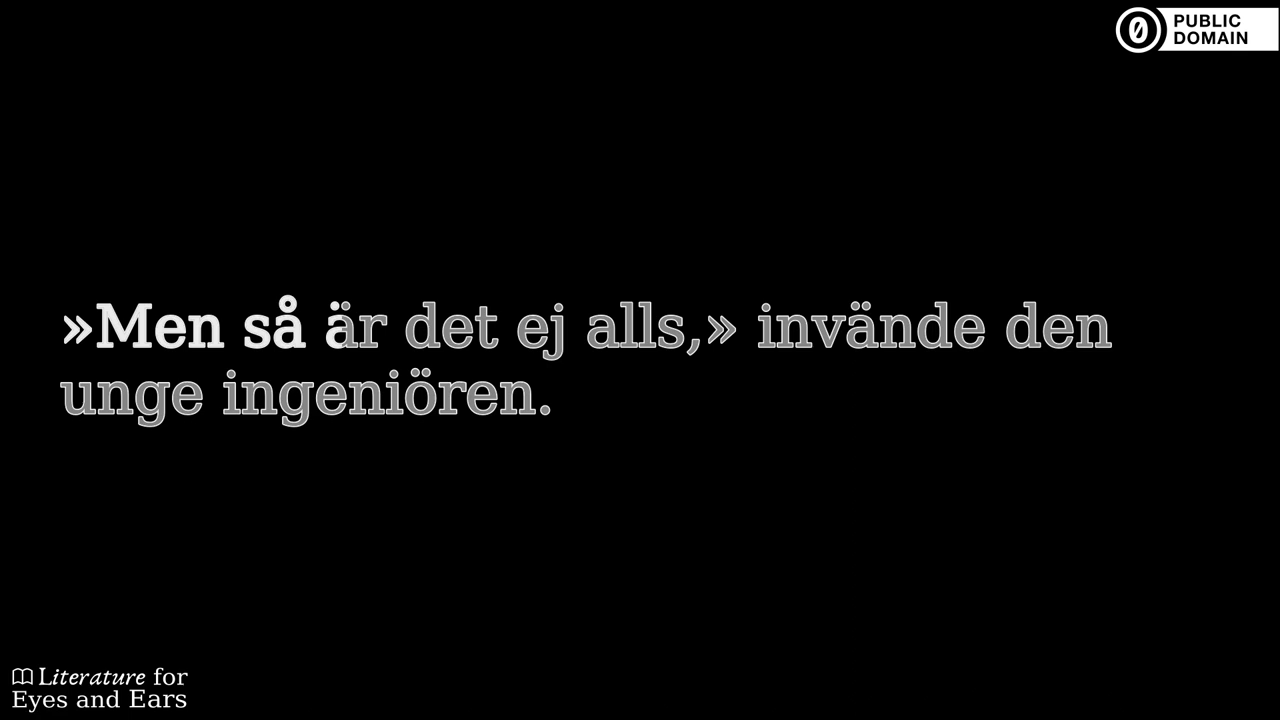 PUBLIC
DOMAIN
»Men så är det ej alls,» invände den
unge ingeniören.
Literature for
Eyes and Ears